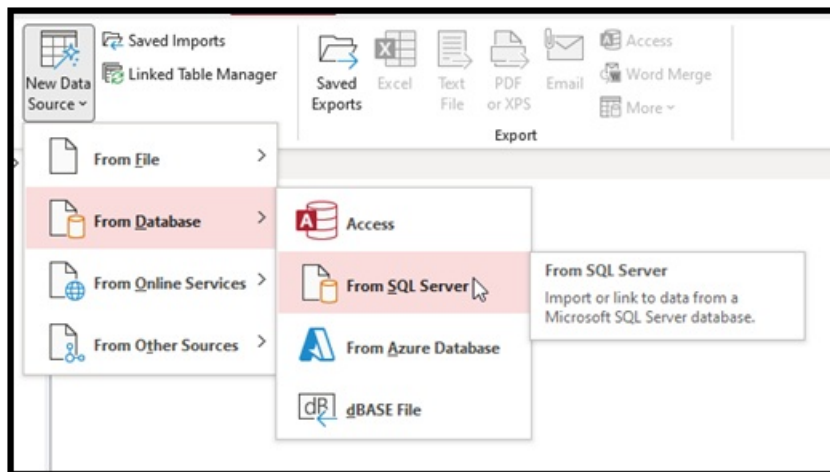 Saved Imports
Linked Table Manager
New Data
Source
Saved
Exports
Excel
Text
File
PDF
or XPS
Email
Access
Word Merge
More
Export
From File
From Database
From Online Services
From Other Sources
A Access
From SQL Server
From Azure Database
dB dBASE File
From SQL Server
Import or link to data from a
Microsoft SQL Server database.